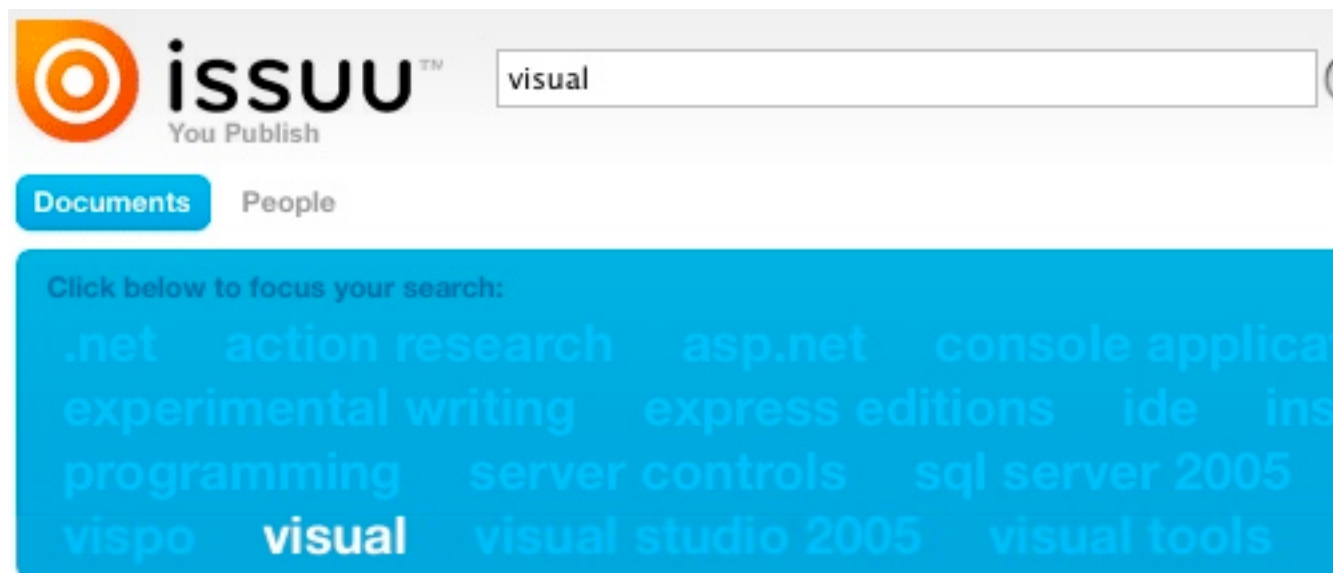 issuu™
visual
You Publish
Documents People
Click below to focus your search:
.net action research asp.net console applica
experimental writing express editions ide ins
programming server controls sql server 2005
vispo visual visual studio 2005 visual tools